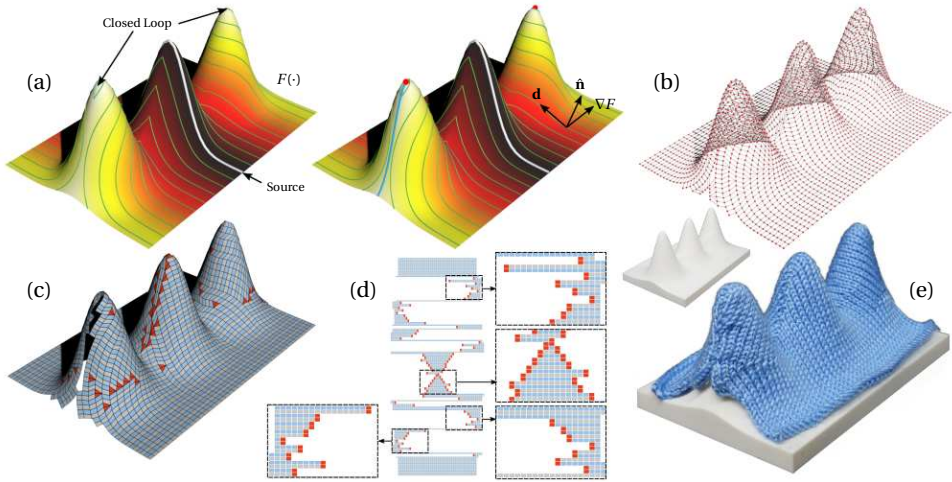 Closed Loop
(a)
F(·)
Source
d
n̂
∇F
(b)
(c)
(d)
(e)